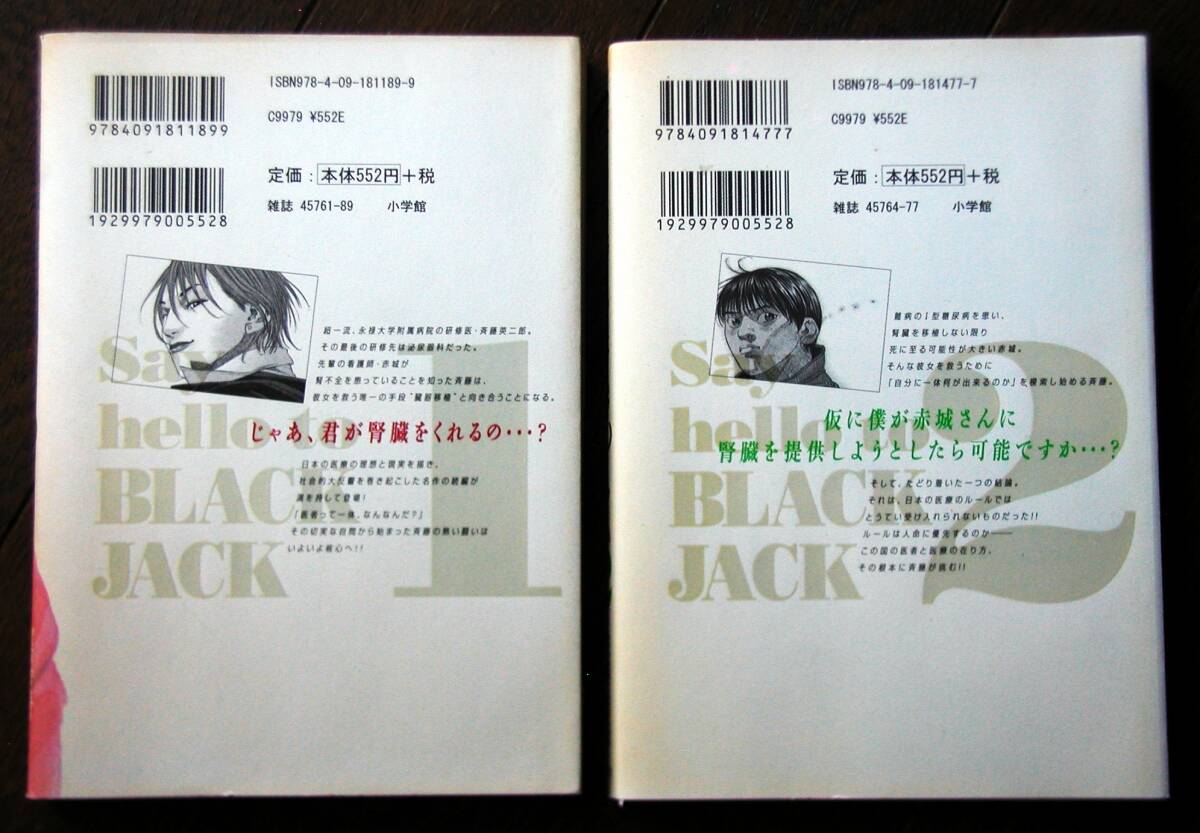 ISBN978-4-09-181189-9
9784091811899
C9979 ¥552E
定価：本体552円+税
1929979005528
雑誌 45761-89 小学館
超一流、永禄大学附属病院の研修医・斉藤英二郎。
その最後の研修先は泌尿器科だった。
先輩の看護師・赤城が
腎不全を患っていることを知った斉藤は、
彼女を救う唯一の手段“臓器移植”と向き合うことになる。
じゃあ、君が腎臓をくれるの･･･?
日本の医療の理想と現実を描き、
社会的大反響を巻き起こした名作の続編が
満を持して登場!
「医者って一体、なんなんだ?」
その切実な自問から始まった斉藤の熱い闘いは
いよいよ核心へ!!
Say
hello to
BLACK
JACK
1
ISBN978-4-09-181477-7
9784091814777
C9979 ¥552E
定価：本体552円+税
1929979005528
雑誌 45764-77 小学館
難病のI型糖尿病を患い、
腎臓を移植しない限り
死に至る可能性が大きい赤城。
そんな彼女を救うために
「自分に一体何が出来るのか」を模索し始める斉藤。
仮に僕が赤城さんに
腎臓を提供しようとしたら可能ですか･･･?
そして、たどり着いた一つの結論。
それは、日本の医療のルールでは
とうてい受け入れられないものだった!!
ルールは人命に優先するのか――
この国の医者と医療の在り方、
その根本に斉藤が挑む!!
Say
hello to
BLACK
JACK
2